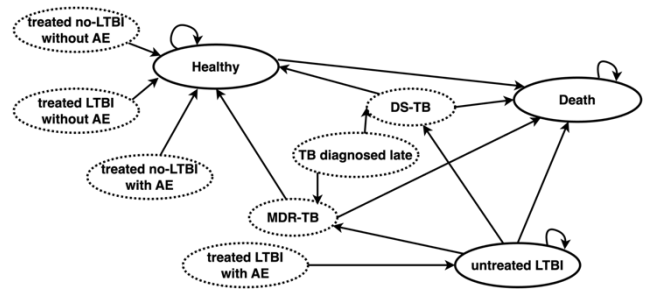 treated no-LTBI
without AE
Healthy
treated LTBI
without AE
DS-TB
Death
TB diagnosed late
treated no-LTBI
with AE
MDR-TB
treated LTBI
with AE
untreated LTBI